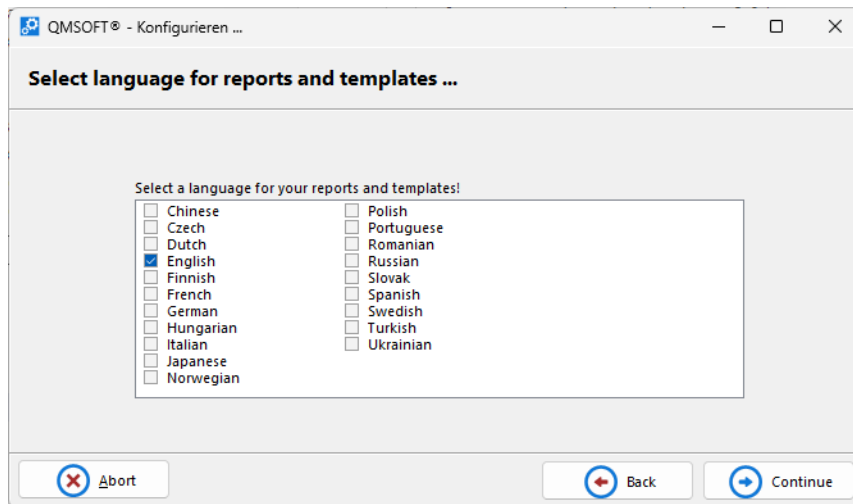 QMSOFT® - Konfigurieren ...
Select language for reports and templates ...
Select a language for your reports and templates!
Chinese
Czech
Dutch
English
Finnish
French
German
Hungarian
Italian
Japanese
Norwegian
Polish
Portuguese
Romanian
Russian
Slovak
Spanish
Swedish
Turkish
Ukrainian
Abort
Back
Continue